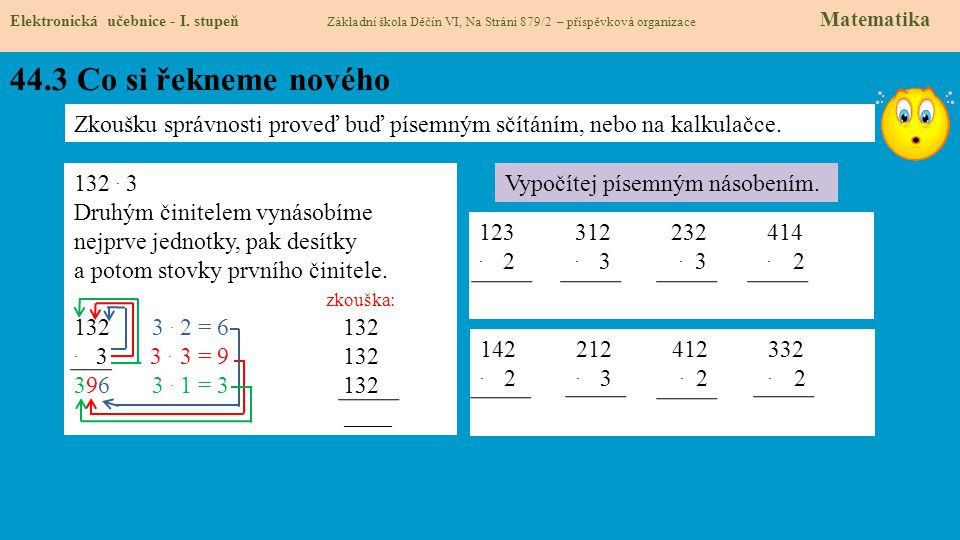 Elektronická učebnice - I. stupeň Základní škola Děčín VI, Na Stráni 879/2 – příspěvková organizace Matematika
44.3 Co si řekneme nového
Zkoušku správnosti proveď buď písemným sčítáním, nebo na kalkulačce.
132 . 3
Druhým činitelem vynásobíme
nejprve jednotky, pak desítky
a potom stovky prvního činitele.
zkouška:
132 3 . 2 = 6 132
. 3 3 . 3 = 9 132
396 3 . 1 = 3 132
Vypočítej písemným násobením.
123 312 232 414
. 2 . 3 . 3 . 2
142 212 412 332
. 2 . 3 . 2 . 2